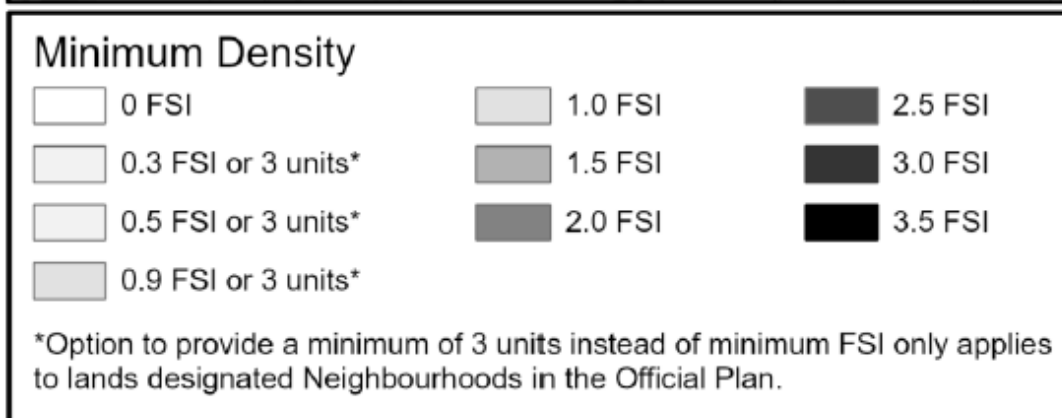 Minimum Density
0 FSI
0.3 FSI or 3 units*
0.5 FSI or 3 units*
0.9 FSI or 3 units*
1.0 FSI
1.5 FSI
2.0 FSI
2.5 FSI
3.0 FSI
3.5 FSI
*Option to provide a minimum of 3 units instead of minimum FSI only applies
to lands designated Neighbourhoods in the Official Plan.